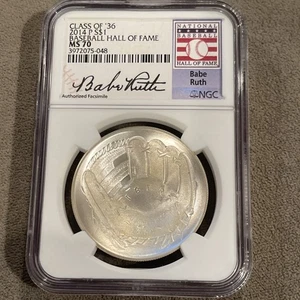 CLASS OF '36
2014 P S$1
BASEBALL HALL OF FAME
MS 70
3972075-048
Babe Ruth
Authorized Facsimile
NATIONAL
BASEBALL
HALL OF FAME
Babe
Ruth
NGC